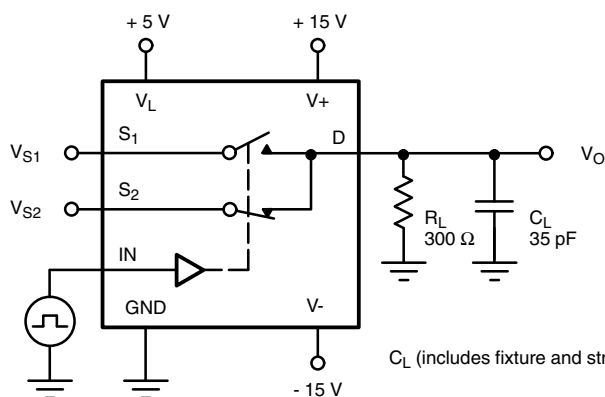 + 5 V
+ 15 V
V_L
V+
S_1
D
V_S1
V_O
S_2
V_S2
R_L
300 Ω
C_L
35 pF
IN
GND
V-
C_L (includes fixture and
- 15 V